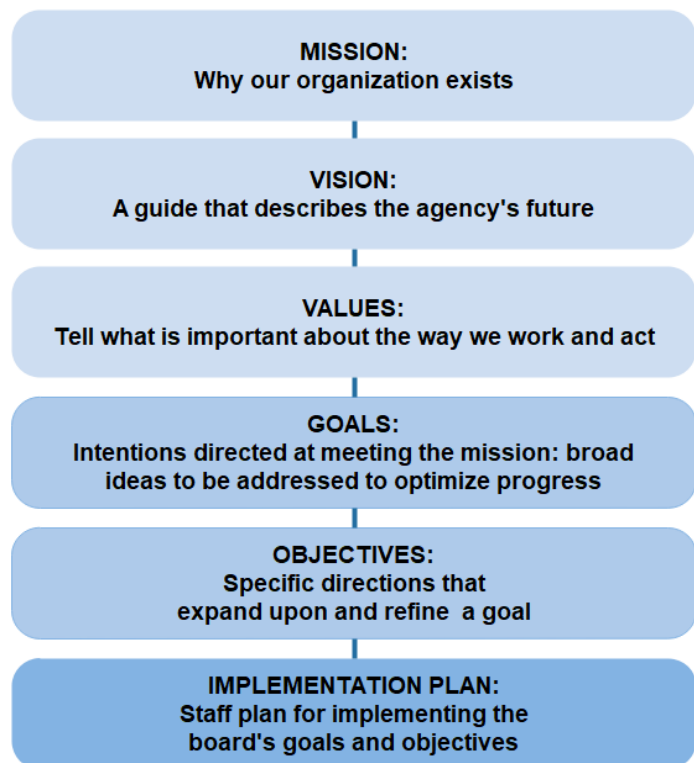 MISSION:
Why our organization exists
VISION:
A guide that describes the agency's future
VALUES:
Tell what is important about the way we work and act
GOALS:
Intentions directed at meeting the mission: broad
ideas to be addressed to optimize progress
OBJECTIVES:
Specific directions that
expand upon and refine  a goal
IMPLEMENTATION PLAN:
Staff plan for implementing the
board's goals and objectives